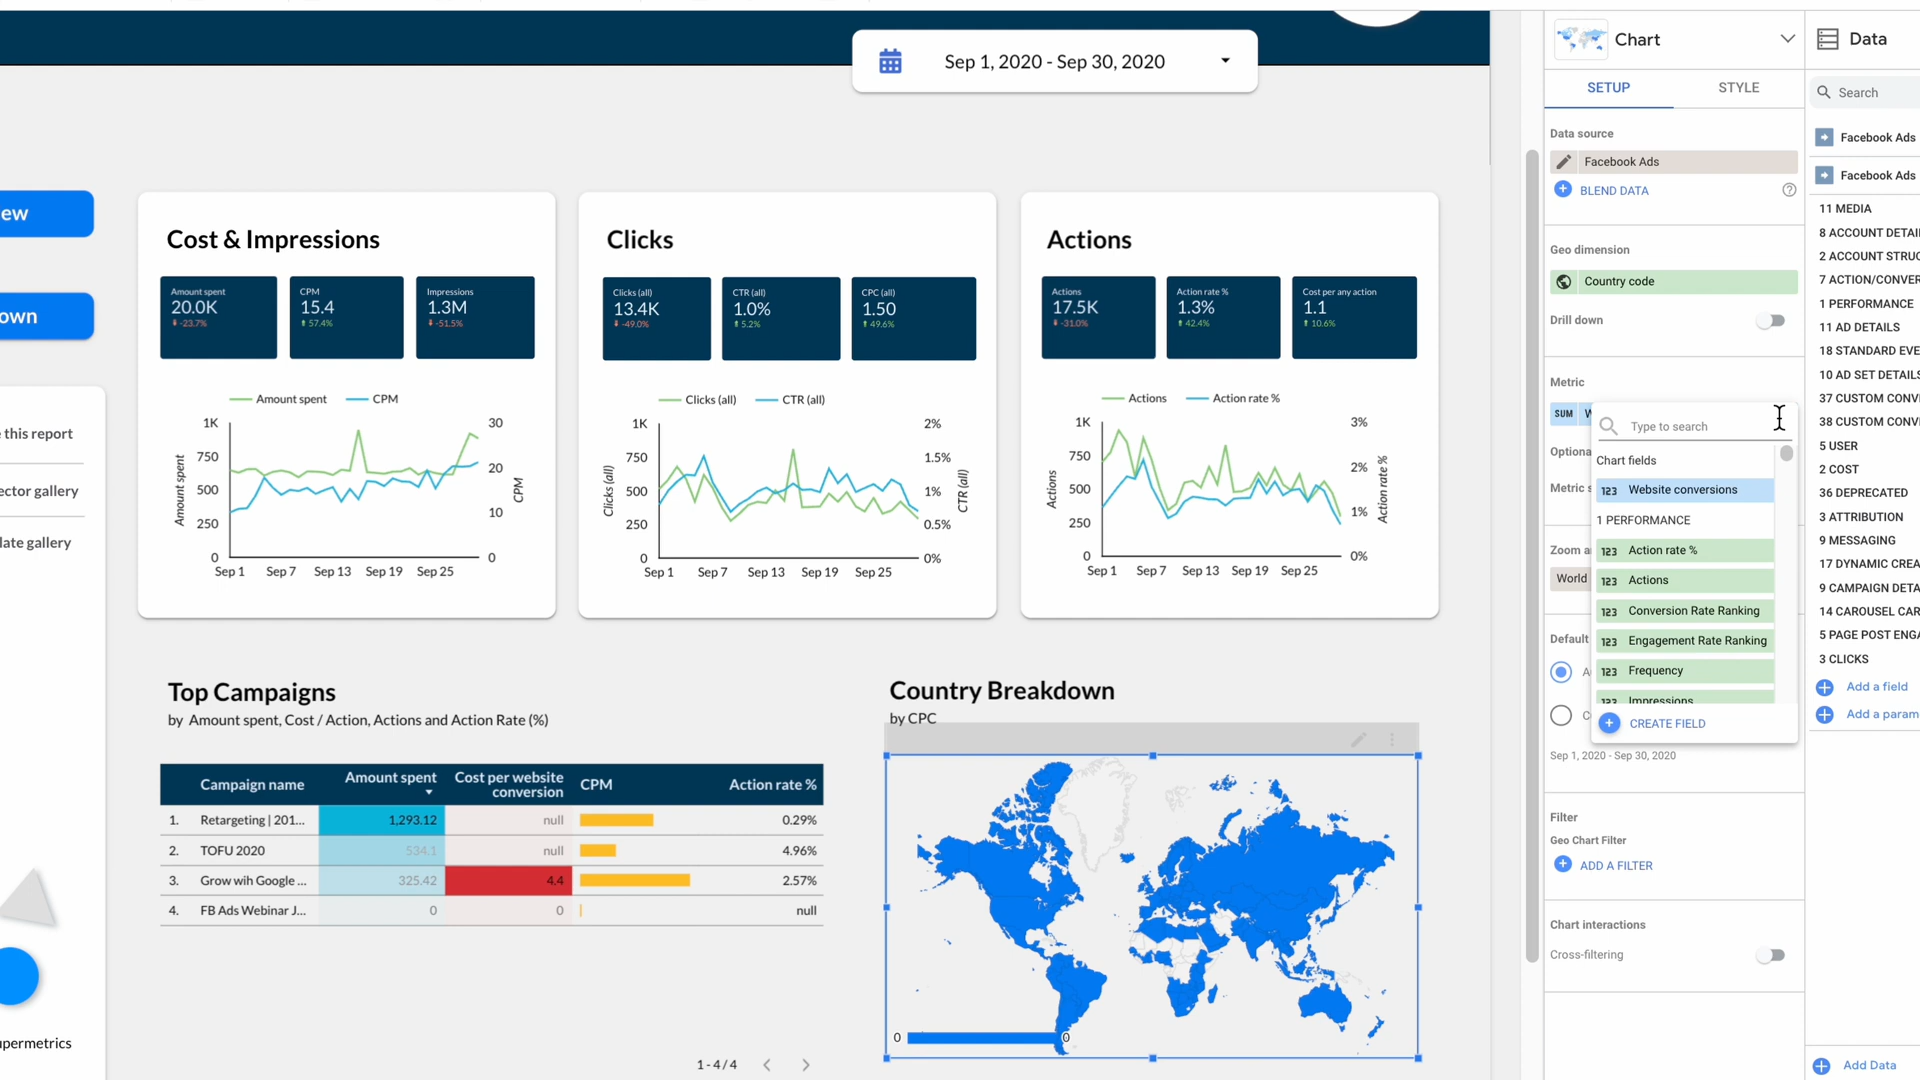 Sep 1, 2020 - Sep 30, 2020
ew
own
e this report
ector gallery
late gallery
upermetrics
Cost & Impressions
Amount spent
20.0K
-23.7%
CPM
15.4
57.4%
Impressions
1.3M
-51.5%
Amount spent
CPM
1K
750
500
250
0
30
20
10
0
Amount spent
CPM
Sep 1
Sep 7
Sep 13
Sep 19
Sep 25
Clicks
Clicks (all)
13.4K
-49.0%
CTR (all)
1.0%
5.2%
CPC (all)
1.50
49.6%
Clicks (all)
CTR (all)
1K
750
500
250
0
2%
1.5%
1%
0.5%
0%
Clicks (all)
CTR (all)
Sep 1
Sep 7
Sep 13
Sep 19
Sep 25
Actions
Actions
17.5K
-31.0%
Action rate %
1.3%
42.4%
Cost per any action
1.1
10.6%
Actions
Action rate %
1K
750
500
250
0
3%
2%
1%
0%
Actions
Action rate %
Sep 1
Sep 7
Sep 13
Sep 19
Sep 25
Top Campaigns
by Amount spent, Cost / Action, Actions and Action Rate (%)
Campaign name
Amount spent
Cost per website
conversion
CPM
Action rate %
1. Retargeting | 201... 1,293.12 null 0.29%
2. TOFU 2020 534.1 null 4.96%
3. Grow wih Google ... 325.42 4.4 2.57%
4. FB Ads Webinar J... 0 0 null
1 - 4 / 4
Country Breakdown
by CPC
0
0
Chart
SETUP
STYLE
Data source
Facebook Ads
BLEND DATA
Geo dimension
Country code
Drill down
Metric
SUM W
Optiona
Metric s
Zoom a
World
Default
Type to search
Chart fields
123 Website conversions
1 PERFORMANCE
123 Action rate %
123 Actions
123 Conversion Rate Ranking
123 Engagement Rate Ranking
123 Frequency
123 Impressions
CREATE FIELD
Sep 1, 2020 - Sep 30, 2020
Filter
Geo Chart Filter
ADD A FILTER
Chart interactions
Cross-filtering
Data
Search
Facebook Ads
Facebook Ads
11 MEDIA
8 ACCOUNT DETAI
2 ACCOUNT STRUC
7 ACTION/CONVER
1 PERFORMANCE
11 AD DETAILS
18 STANDARD EVE
10 AD SET DETAILS
37 CUSTOM CONV
38 CUSTOM CONV
5 USER
2 COST
36 DEPRECATED
3 ATTRIBUTION
9 MESSAGING
17 DYNAMIC CREA
9 CAMPAIGN DETA
14 CAROUSEL CAR
5 PAGE POST ENGA
3 CLICKS
Add a field
Add a param
Add Data